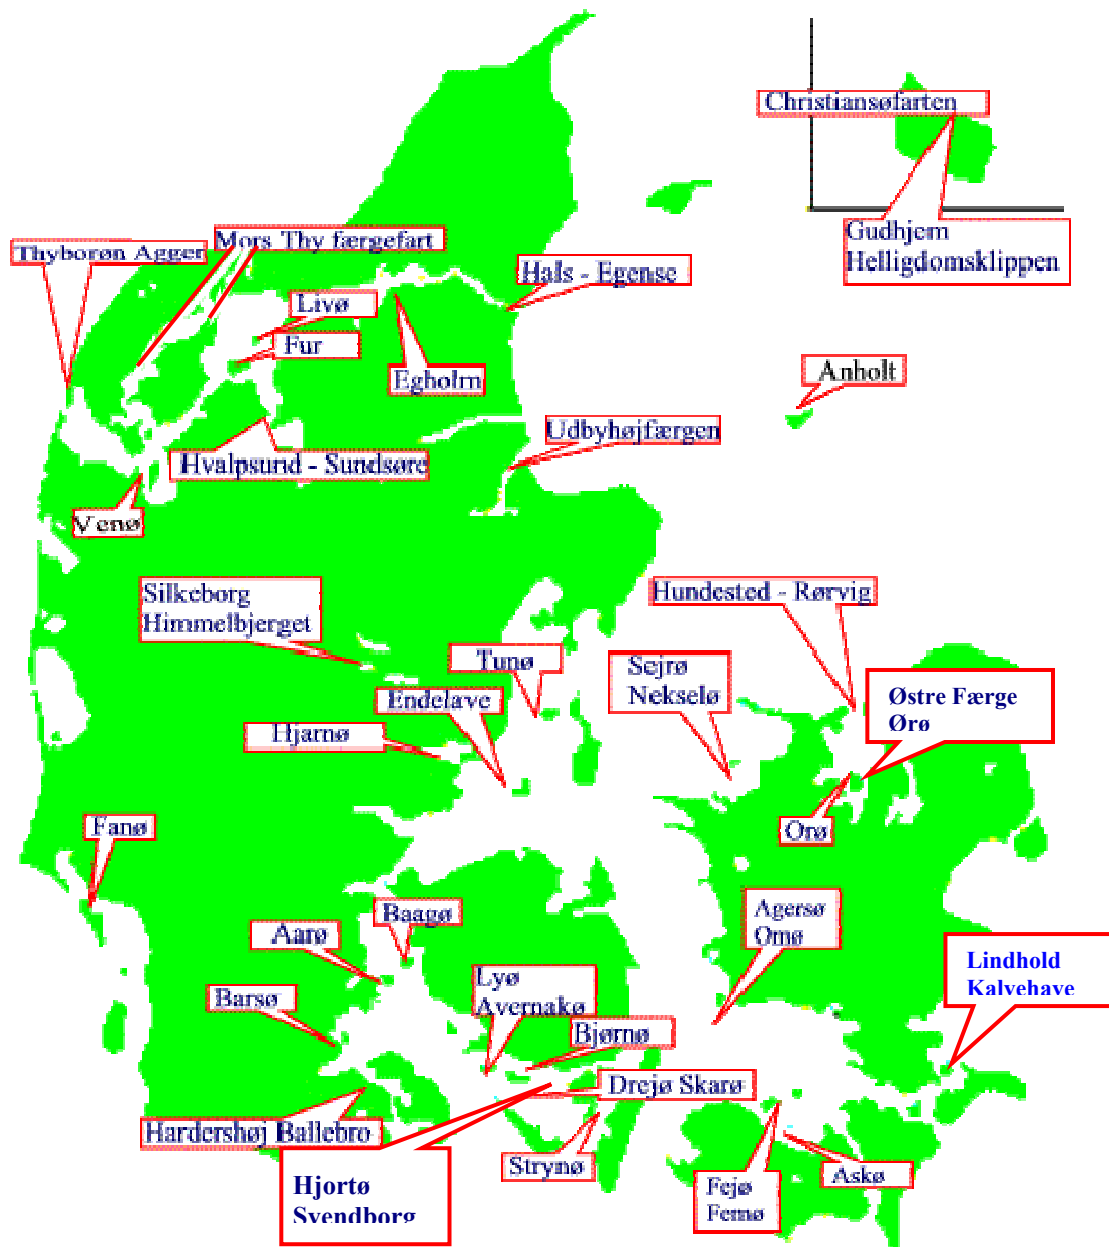 Christiansøfarten
Gudhjem
Helligdomsklippen
Mors Thy færgefart
Thyborøn Agger
Hals - Egense
Livø
Fur
Egholm
Anholt
Udbyhøjfærgen
Hvalpsund - Sundsøre
Venø
Silkeborg
Himmelbjerget
Hundested - Rørvig
Tunø
Sejrø
Nekselø
Endelave
Østre Færge
Ørø
Hjarnø
Fanø
Orø
Baagø
Agersø
Omø
Aarø
Lindhold
Kalvehave
Lyø
Avernakø
Barsø
Bjørnø
Drejø Skarø
Hardershøj Ballebro
Strynø
Askø
Hjortø
Svendborg
Fejø
Femø